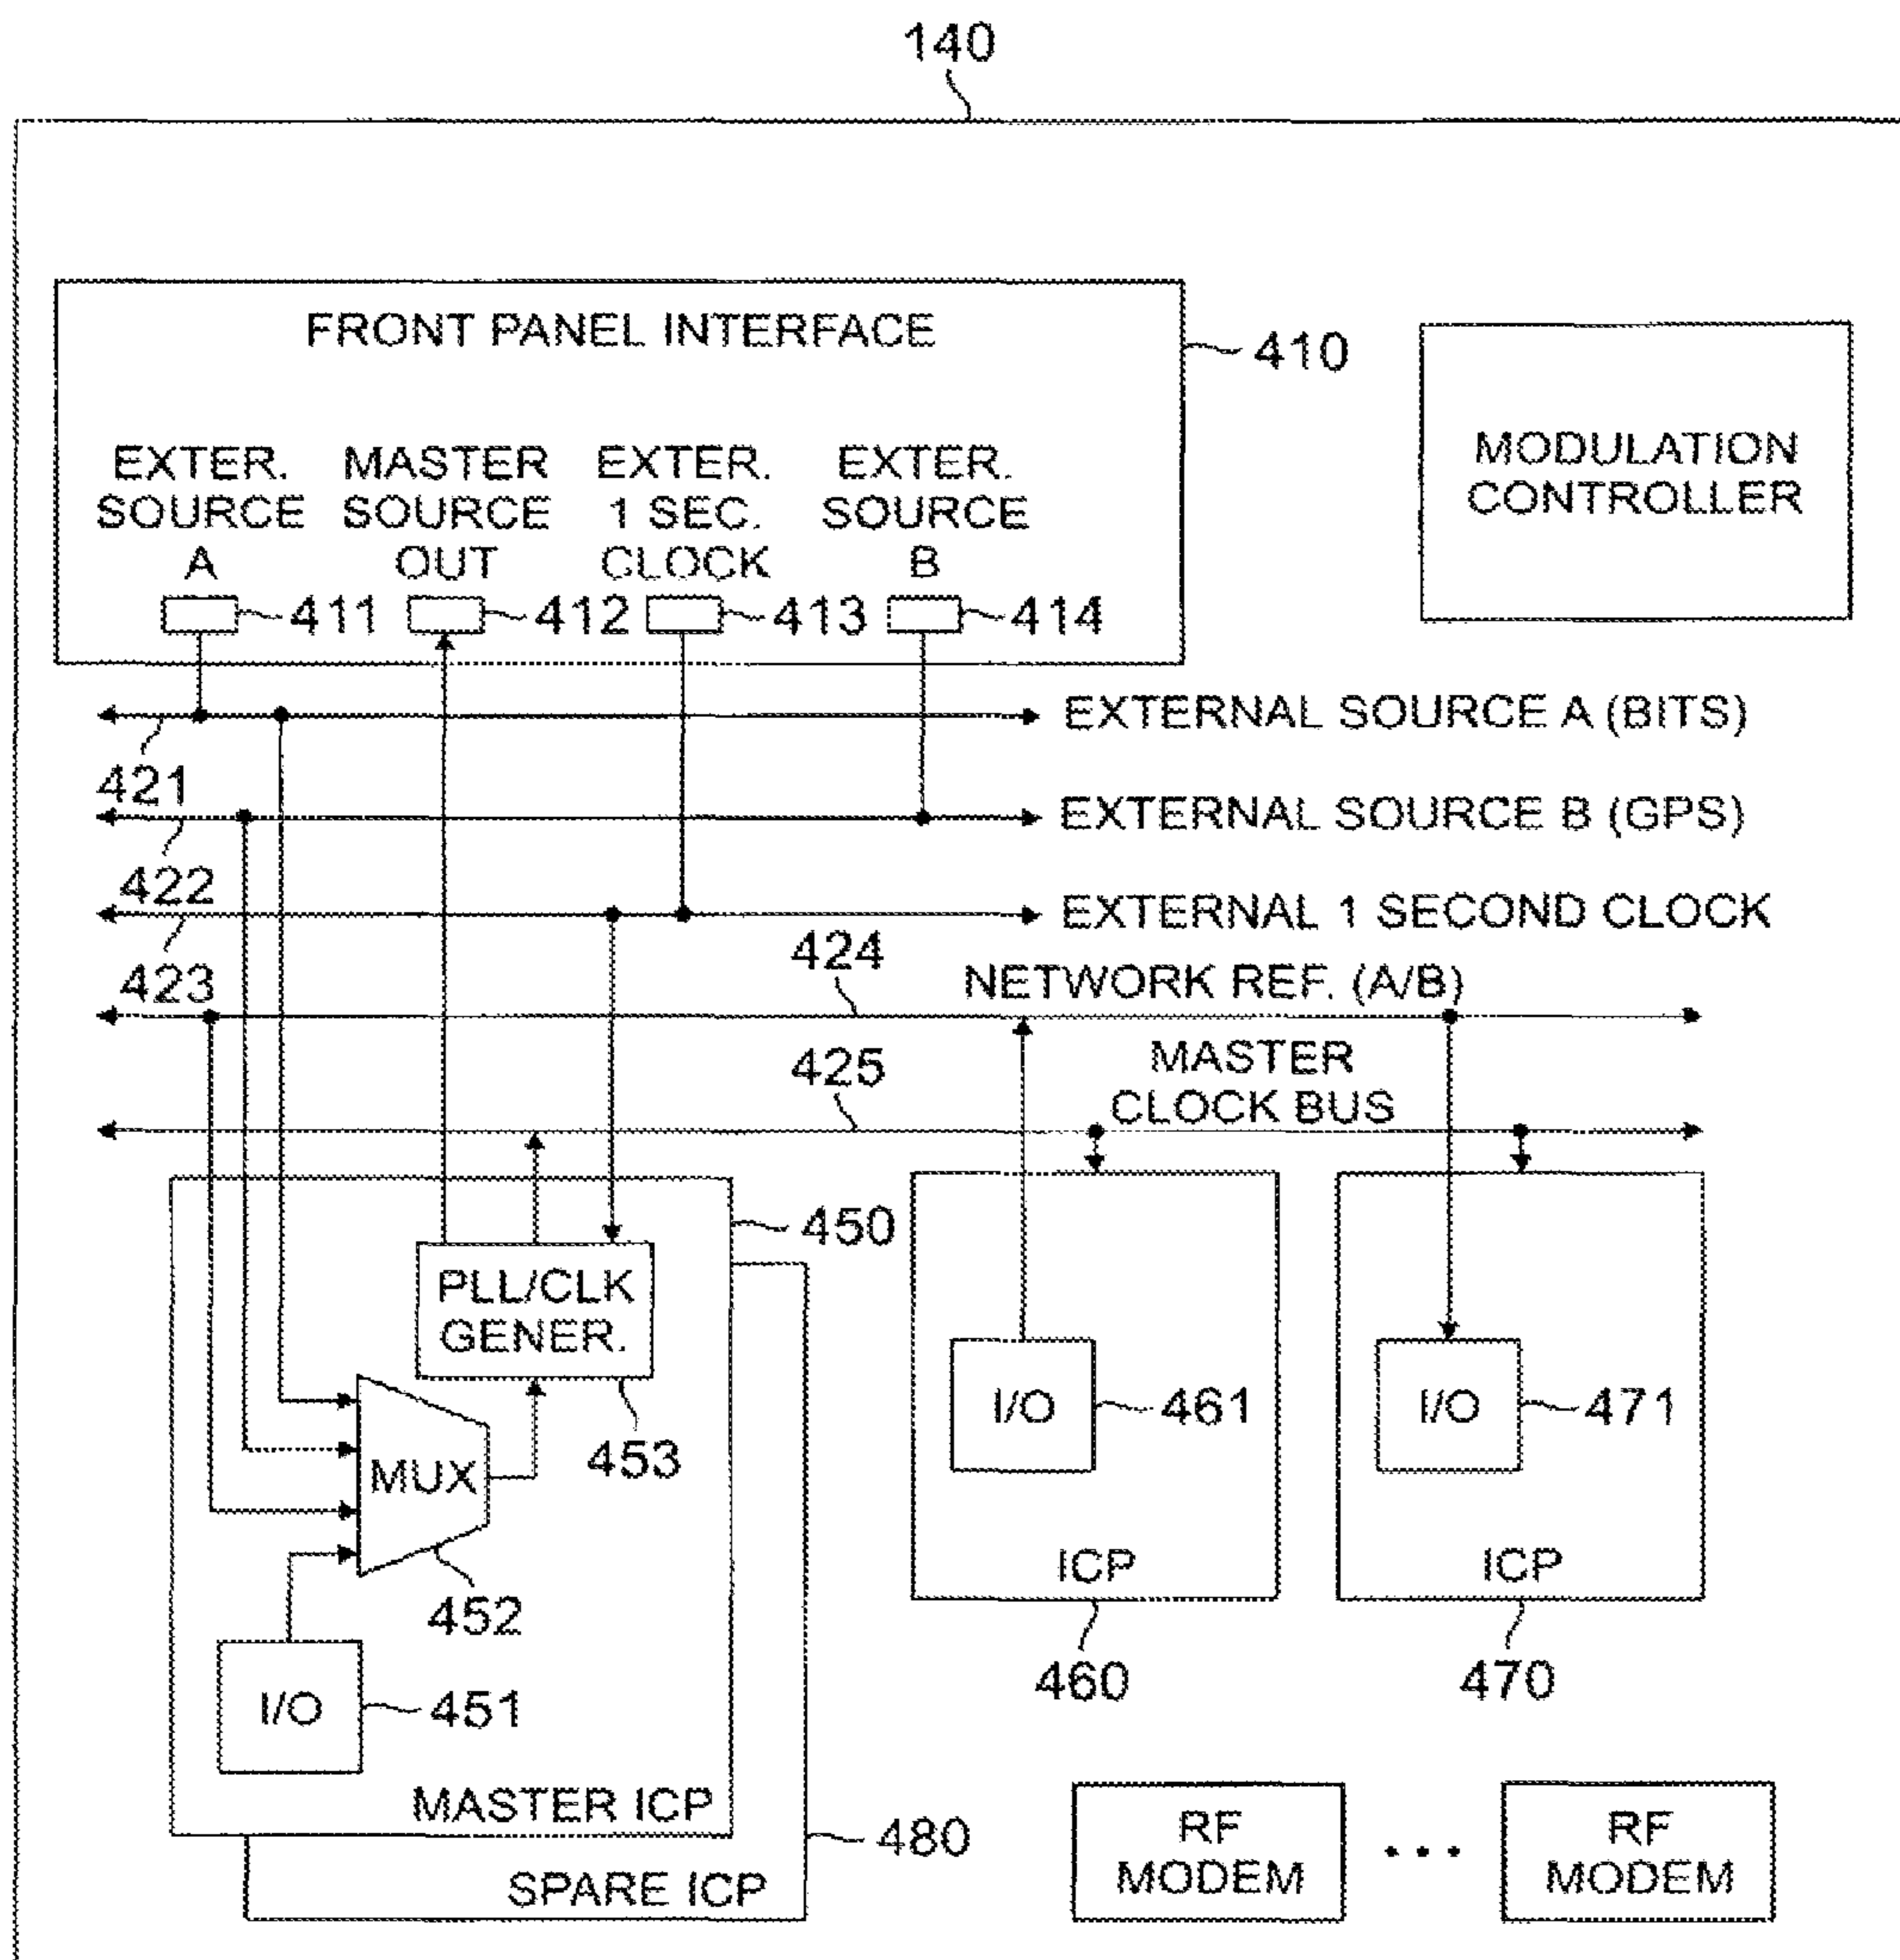 140
FRONT PANEL INTERFACE
410
EXTER.
SOURCE
A
MASTER
SOURCE
OUT
EXTER.
1 SEC.
CLOCK
EXTER.
SOURCE
B
411
412
413
414
MODULATION
CONTROLLER
EXTERNAL SOURCE A (BITS)
421
EXTERNAL SOURCE B (GPS)
422
EXTERNAL 1 SECOND CLOCK
423
424
NETWORK REF. (A/B)
425
MASTER
CLOCK BUS
450
PLL/CLK
GENER.
453
MUX
452
I/O
451
MASTER ICP
480
SPARE ICP
I/O
461
ICP
460
I/O
471
ICP
470
RF
MODEM
...
RF
MODEM